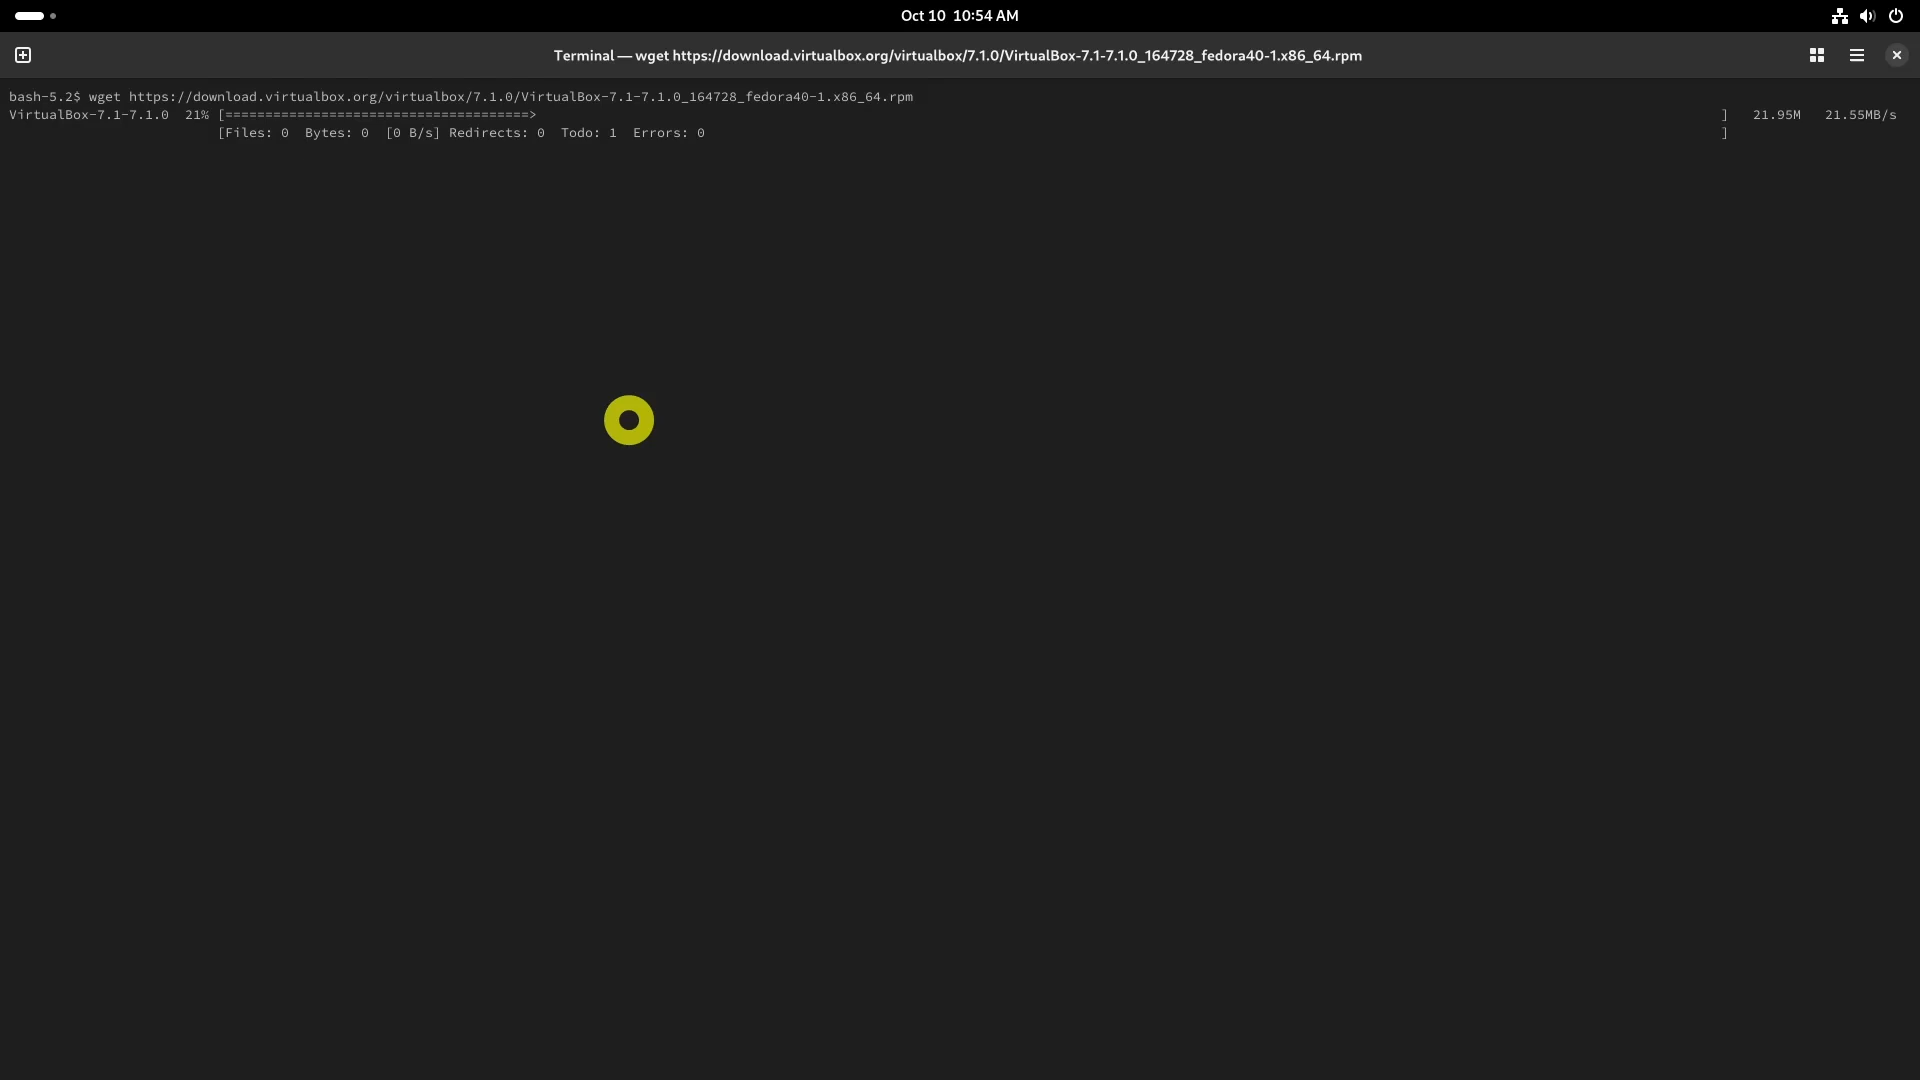 Oct 10  10:54 AM
Terminal — wget https://download.virtualbox.org/virtualbox/7.1.0/VirtualBox-7.1-7.1.0_164728_fedora40-1.x86_64.rpm
bash-5.2$ wget https://download.virtualbox.org/virtualbox/7.1.0/VirtualBox-7.1-7.1.0_164728_fedora40-1.x86_64.rpm
VirtualBox-7.1-7.1.0  21% [======================================>                    ]   21.95M   21.55MB/s
[Files: 0  Bytes: 0  [0 B/s] Redirects: 0  Todo: 1  Errors: 0                    ]